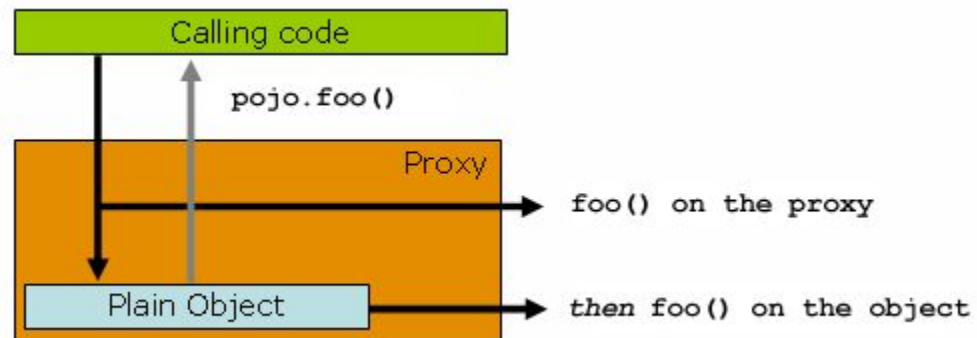 Calling code
pojo.foo()
Proxy
foo() on the proxy
Plain Object
then foo() on the object